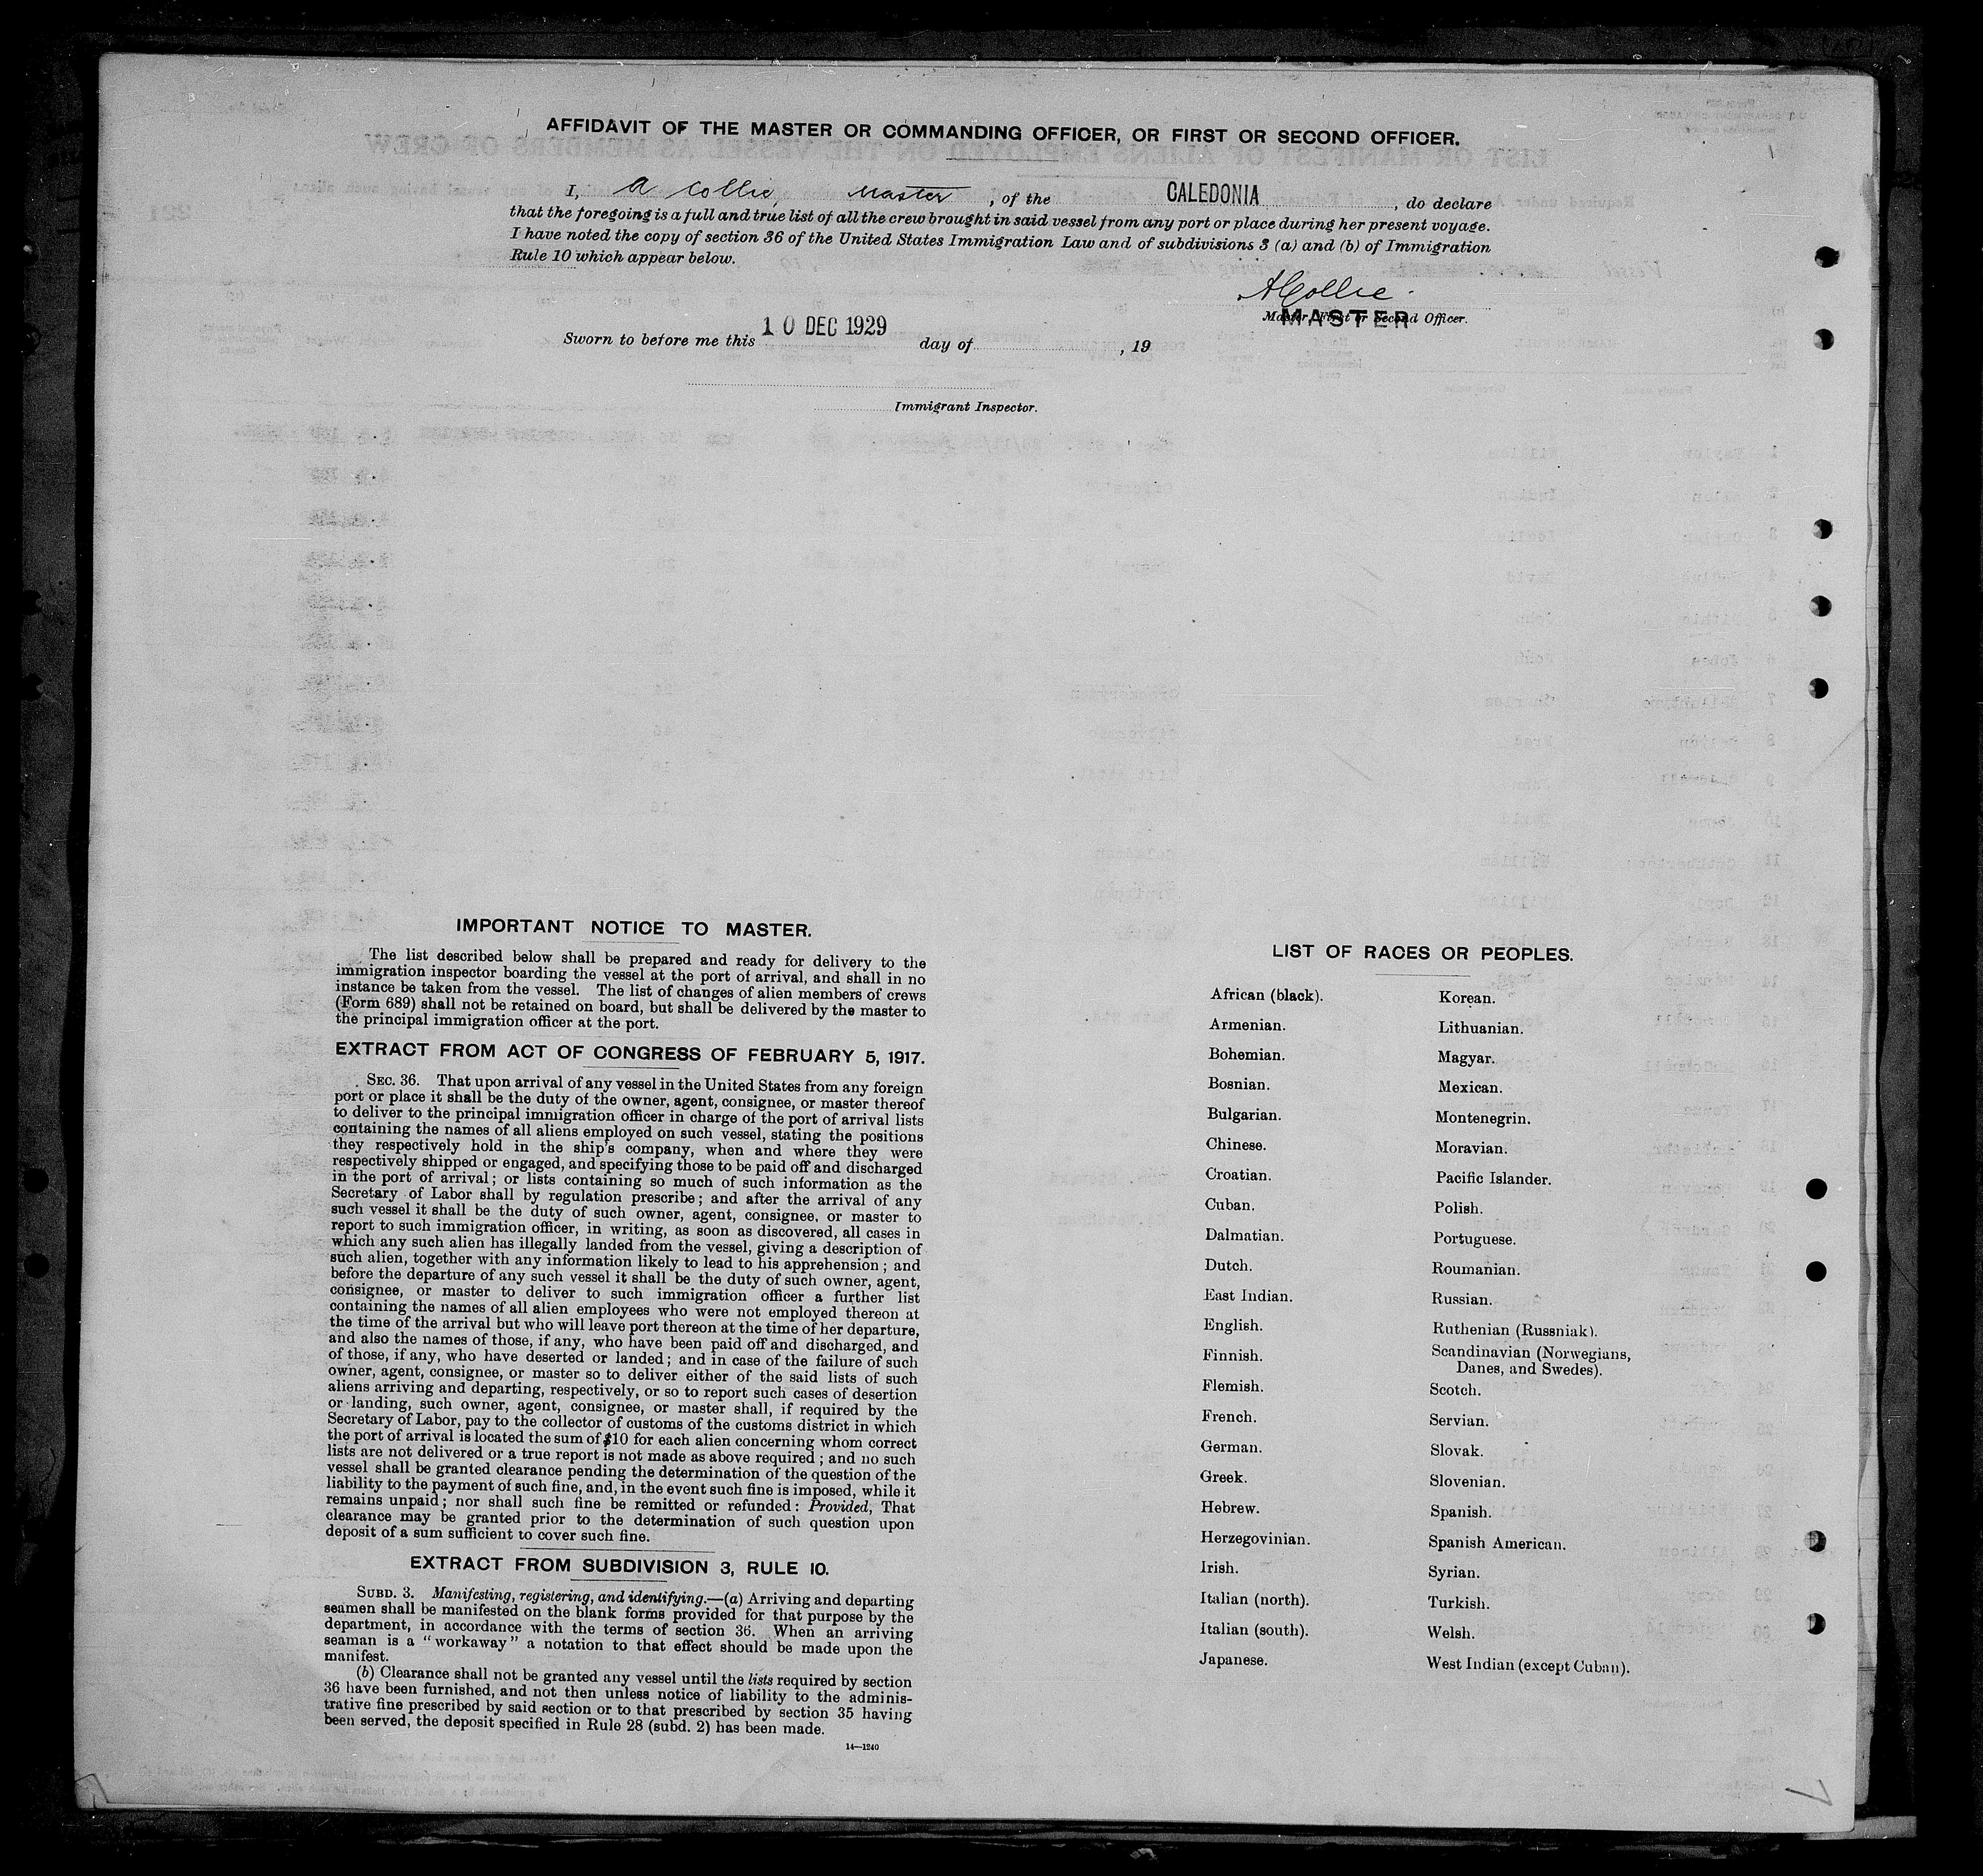 AFFIDAVIT OF THE MASTER OR COMMANDING OFFICER, OR FIRST OR SECOND OFFICER.
I, A Collie, Master, of the CALEDONIA, do declare
that the foregoing is a full and true list of all the crew brought in said vessel from any port or place during her present voyage.
I have noted the copy of section 36 of the United States Immigration Law and of subdivisions 3 (a) and (b) of Immigration
Rule 10 which appear below.
A Collie
MASTER
Master, First or Second Officer.
Sworn to before me this 10 DEC 1929 day of , 19
Immigrant Inspector.
IMPORTANT NOTICE TO MASTER.
The list described below shall be prepared and ready for delivery to the
immigration inspector boarding the vessel at the port of arrival, and shall in no
instance be taken from the vessel. The list of changes of alien members of crews
(Form 689) shall not be retained on board, but shall be delivered by the master to
the principal immigration officer at the port.
EXTRACT FROM ACT OF CONGRESS OF FEBRUARY 5, 1917.
SEC. 36. That upon arrival of any vessel in the United States from any foreign
port or place it shall be the duty of the owner, agent, consignee, or master thereof
to deliver to the principal immigration officer in charge of the port of arrival lists
containing the names of all aliens employed on such vessel, stating the positions
they respectively hold in the ship's company, when and where they were
respectively shipped or engaged, and specifying those to be paid off and discharged
in the port of arrival; or lists containing so much of such information as the
Secretary of Labor shall by regulation prescribe; and after the arrival of any
such vessel it shall be the duty of such owner, agent, consignee, or master to
report to such immigration officer, in writing, as soon as discovered, all cases in
which any such alien has illegally landed from the vessel, giving a description of
such alien, together with any information likely to lead to his apprehension; and
before the departure of any such vessel it shall be the duty of such owner, agent,
consignee, or master to deliver to such immigration officer a further list
containing the names of all alien employees who were not employed thereon at
the time of the arrival but who will leave port thereon at the time of her departure,
and also the names of those, if any, who have been paid off and discharged, and
of those, if any, who have deserted or landed; and in case of the failure of such
owner, agent, consignee, or master so to deliver either of the said lists of such
aliens arriving and departing, respectively, or so to report such cases of desertion
or landing, such owner, agent, consignee, or master shall, if required by the
Secretary of Labor, pay to the collector of customs of the customs district in which
the port of arrival is located the sum of $10 for each alien concerning whom correct
lists are not delivered or a true report is not made as above required; and no such
vessel shall be granted clearance pending the determination of the question of the
liability to the payment of such fine, and, in the event such fine is imposed, while it
remains unpaid; nor shall such fine be remitted or refunded: Provided, That
clearance may be granted prior to the determination of such question upon
deposit of a sum sufficient to cover such fine.
EXTRACT FROM SUBDIVISION 3, RULE 10.
SUBD. 3. Manifesting, registering, and identifying.—(a) Arriving and departing
seamen shall be manifested on the blank forms provided for that purpose by the
department, in accordance with the terms of section 36. When an arriving
seaman is a "workaway" a notation to that effect should be made upon the
manifest.
(b) Clearance shall not be granted any vessel until the lists required by section
36 have been furnished, and not then unless notice of liability to the adminis-
trative fine prescribed by said section or to that prescribed by section 35 having
been served, the deposit specified in Rule 28 (subd. 2) has been made.
14—1240
LIST OF RACES OR PEOPLES.
African (black).
Armenian.
Bohemian.
Bosnian.
Bulgarian.
Chinese.
Croatian.
Cuban.
Dalmatian.
Dutch.
East Indian.
English.
Finnish.
Flemish.
French.
German.
Greek.
Hebrew.
Herzegovinian.
Irish.
Italian (north).
Italian (south).
Japanese.
Korean.
Lithuanian.
Magyar.
Mexican.
Montenegrin.
Moravian.
Pacific Islander.
Polish.
Portuguese.
Roumanian.
Russian.
Ruthenian (Russniak).
Scandinavian (Norwegians,
Danes, and Swedes).
Scotch.
Servian.
Slovak.
Slovenian.
Spanish.
Spanish American.
Syrian.
Turkish.
Welsh.
West Indian (except Cuban).